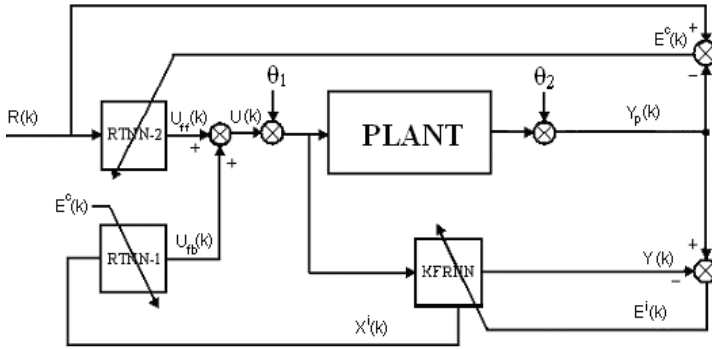 +
E^c(k)
−
θ₁
θ₂
R(k)
RTNN-2
U_ff(k)
+
U(k)
+
PLANT
Y_p(k)
E^c(k)
RTNN-1
U_fb(k)
KFRNN
Y(k)
+
−
X^i(k)
E^i(k)